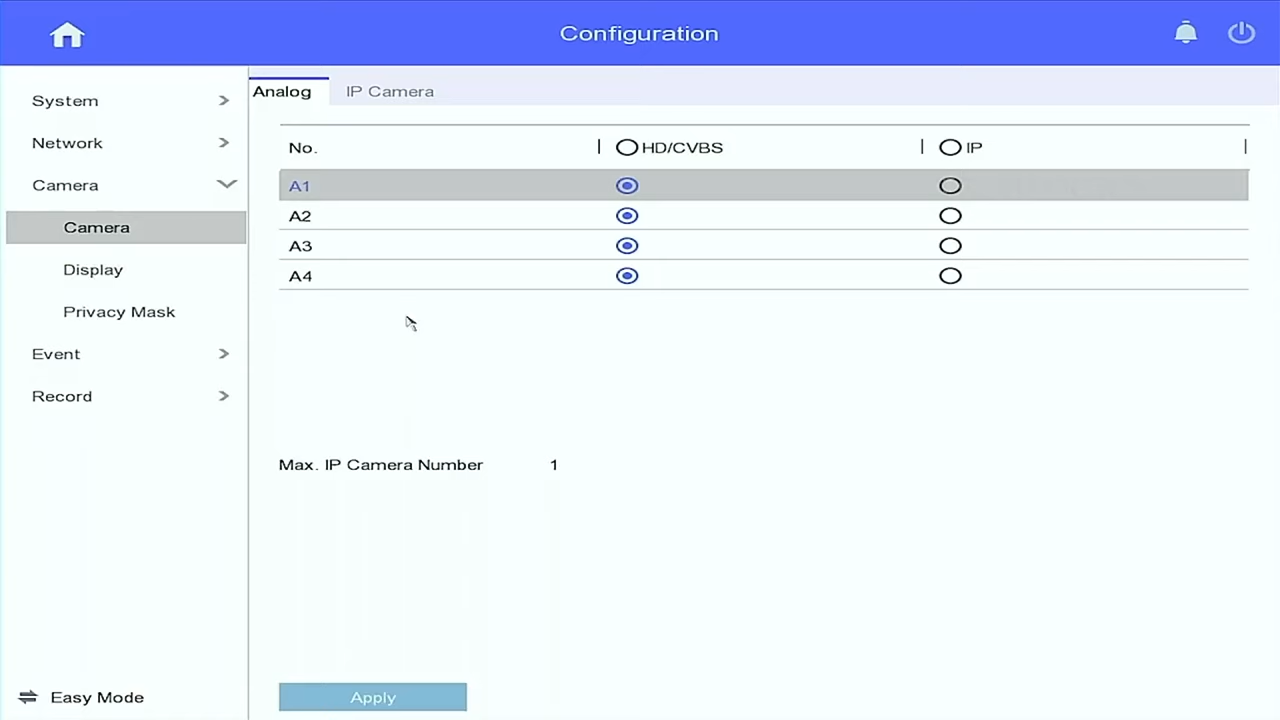 Configuration
System
Network
Camera
Camera
Display
Privacy Mask
Event
Record
Easy Mode
Analog IP Camera
No. HD/CVBS IP
A1
A2
A3
A4
Max. IP Camera Number 1
Apply